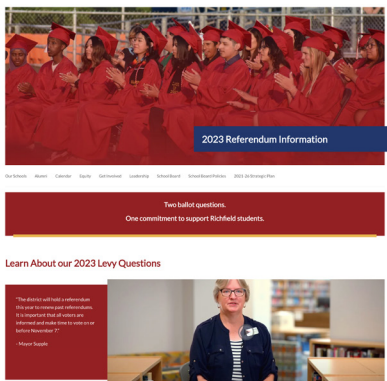 2023 Referendum Information
Our Schools Alumni Calendar Equity Get Involved Leadership School Board School Board Policies 2021-26 Strategic Plan
Two ballot questions.
One commitment to support Richfield students.
Learn About our 2023 Levy Questions
"The district will hold a referendum
this year to renew past referendums.
It is important that all voters are
informed and make time to vote on or
before November 7."
- Mayor Supple